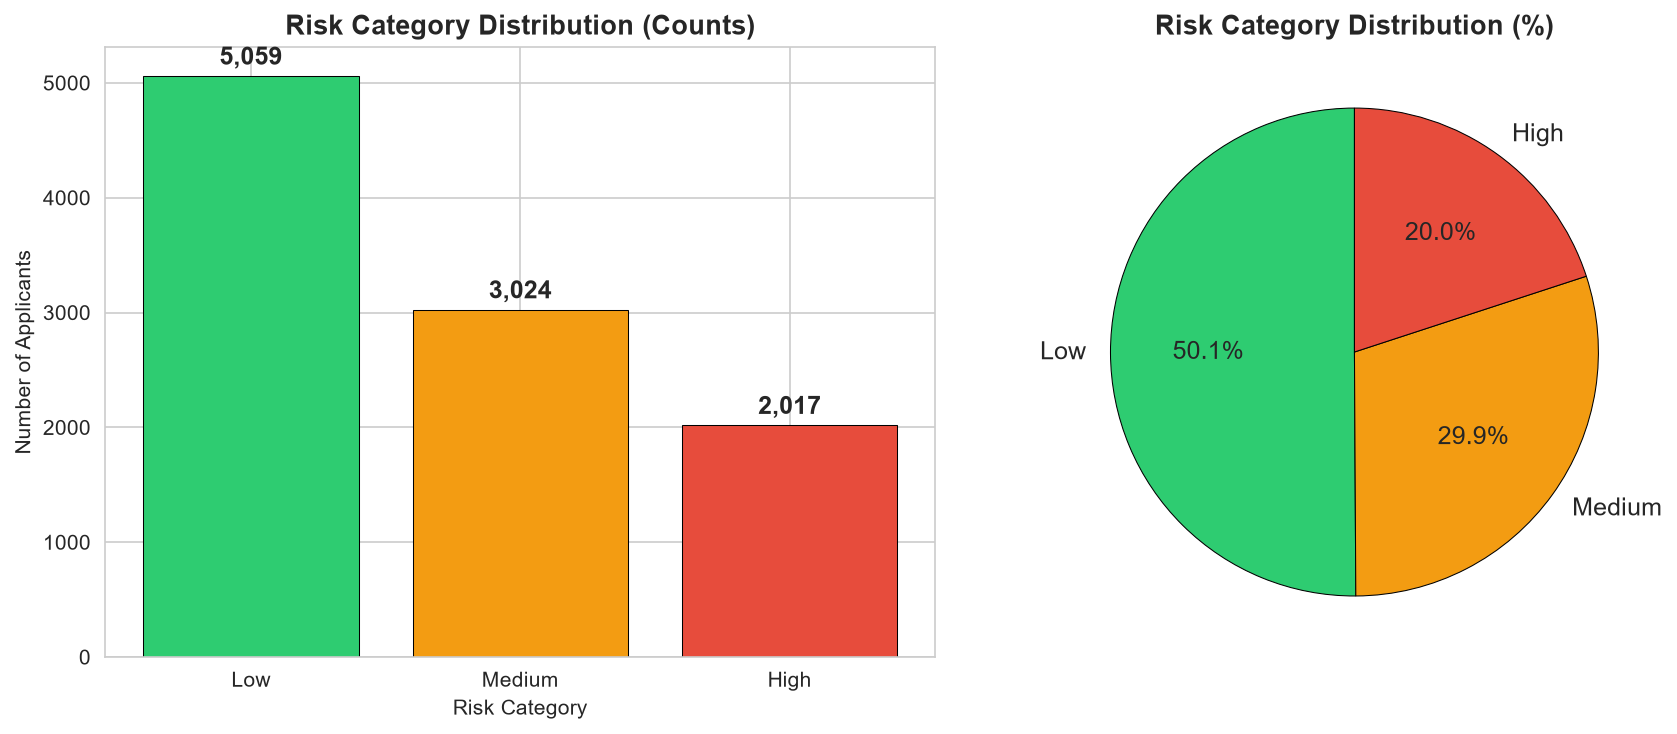 Risk Category Distribution (Counts)
5,059
3,024
2,017
5000
4000
3000
2000
1000
0
Number of Applicants
Low
Medium
High
Risk Category
Risk Category Distribution (%)
High
20.0%
Low
50.1%
29.9%
Medium